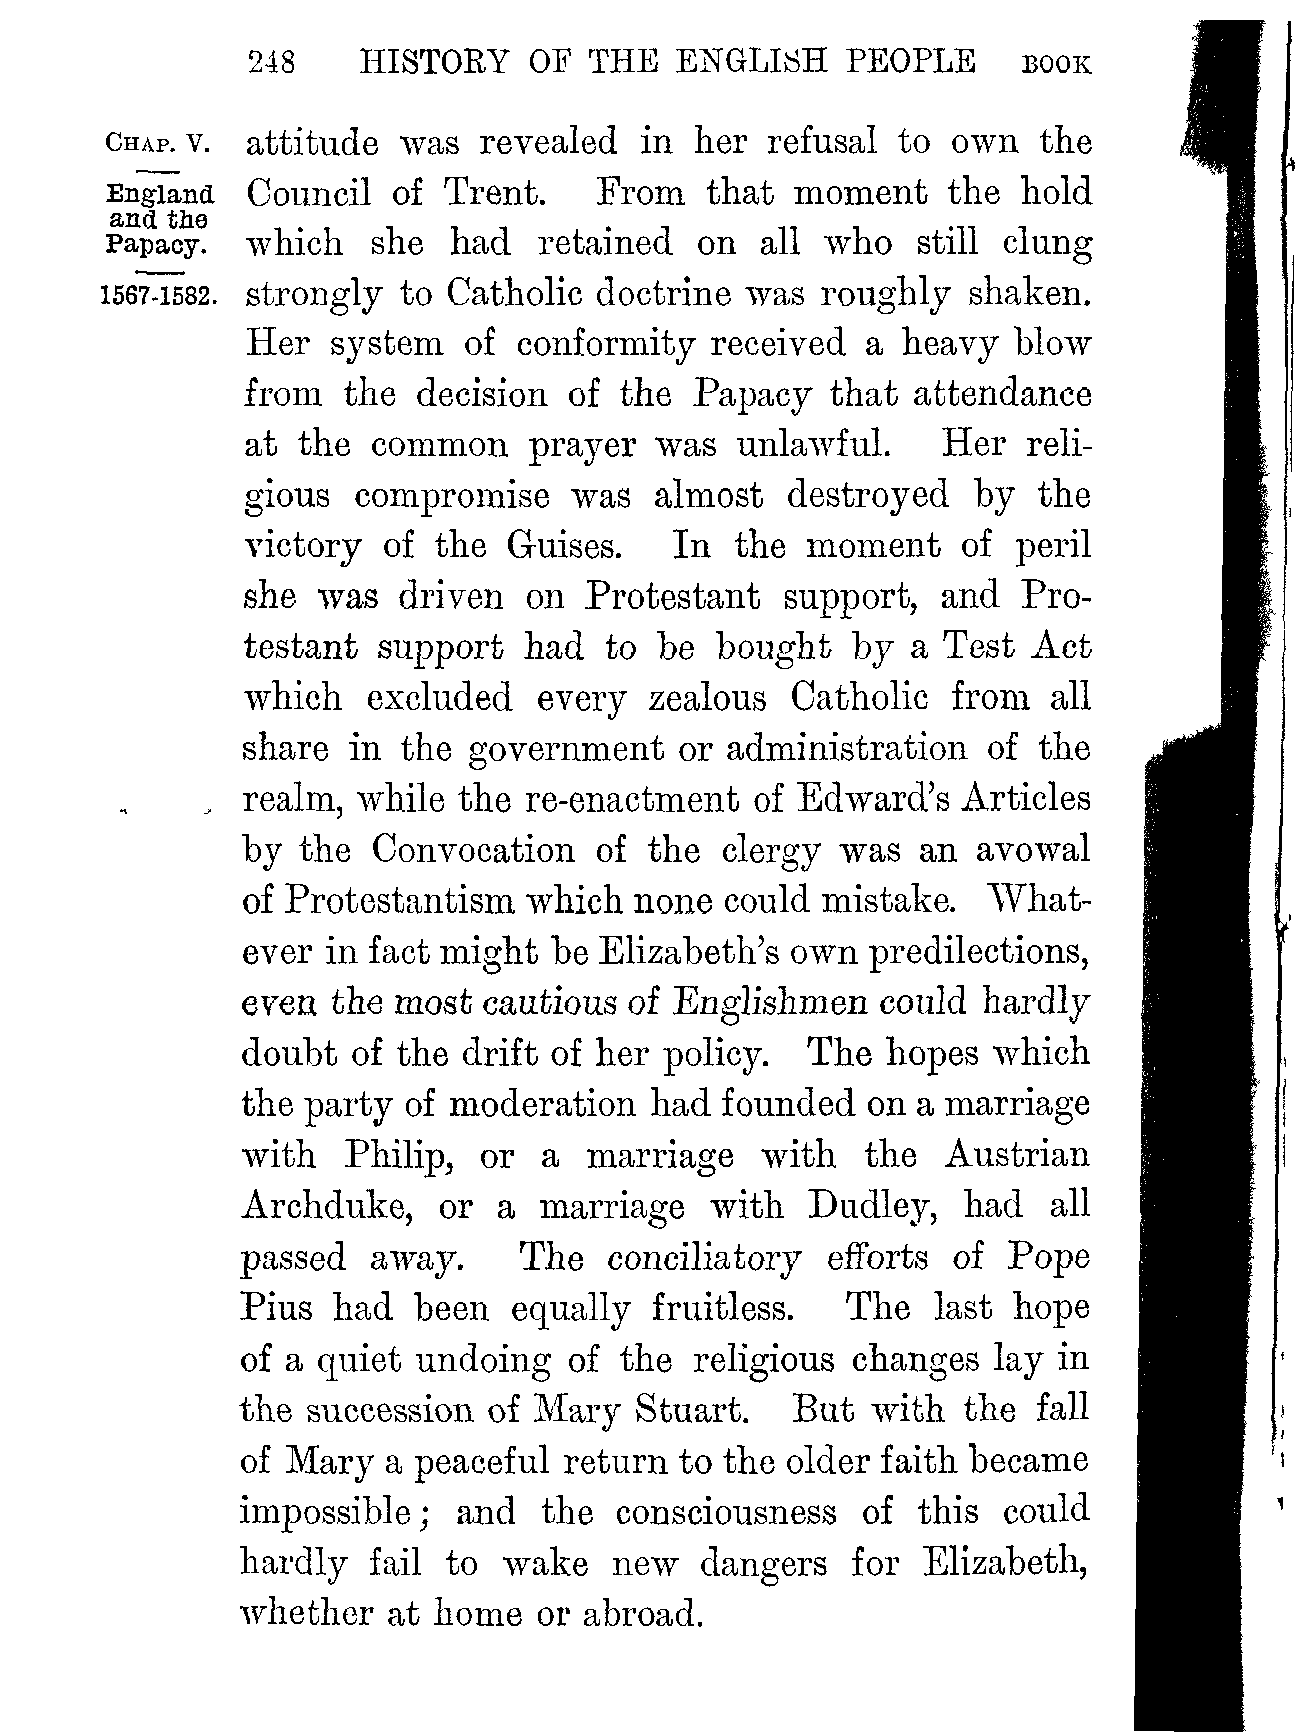 248 HISTORY OF THE ENGLISH PEOPLE BOOK
CHAP. V.
England
and the
Papacy.
1567-1582.
attitude was revealed in her refusal to own the
Council of Trent. From that moment the hold
which she had retained on all who still clung
strongly to Catholic doctrine was roughly shaken.
Her system of conformity received a heavy blow
from the decision of the Papacy that attendance
at the common prayer was unlawful. Her reli-
gious compromise was almost destroyed by the
victory of the Guises. In the moment of peril
she was driven on Protestant support, and Pro-
testant support had to be bought by a Test Act
which excluded every zealous Catholic from all
share in the government or administration of the
realm, while the re-enactment of Edward's Articles
by the Convocation of the clergy was an avowal
of Protestantism which none could mistake. What-
ever in fact might be Elizabeth's own predilections,
even the most cautious of Englishmen could hardly
doubt of the drift of her policy. The hopes which
the party of moderation had founded on a marriage
with Philip, or a marriage with the Austrian
Archduke, or a marriage with Dudley, had all
passed away. The conciliatory efforts of Pope
Pius had been equally fruitless. The last hope
of a quiet undoing of the religious changes lay in
the succession of Mary Stuart. But with the fall
of Mary a peaceful return to the older faith became
impossible; and the consciousness of this could
hardly fail to wake new dangers for Elizabeth,
whether at home or abroad.